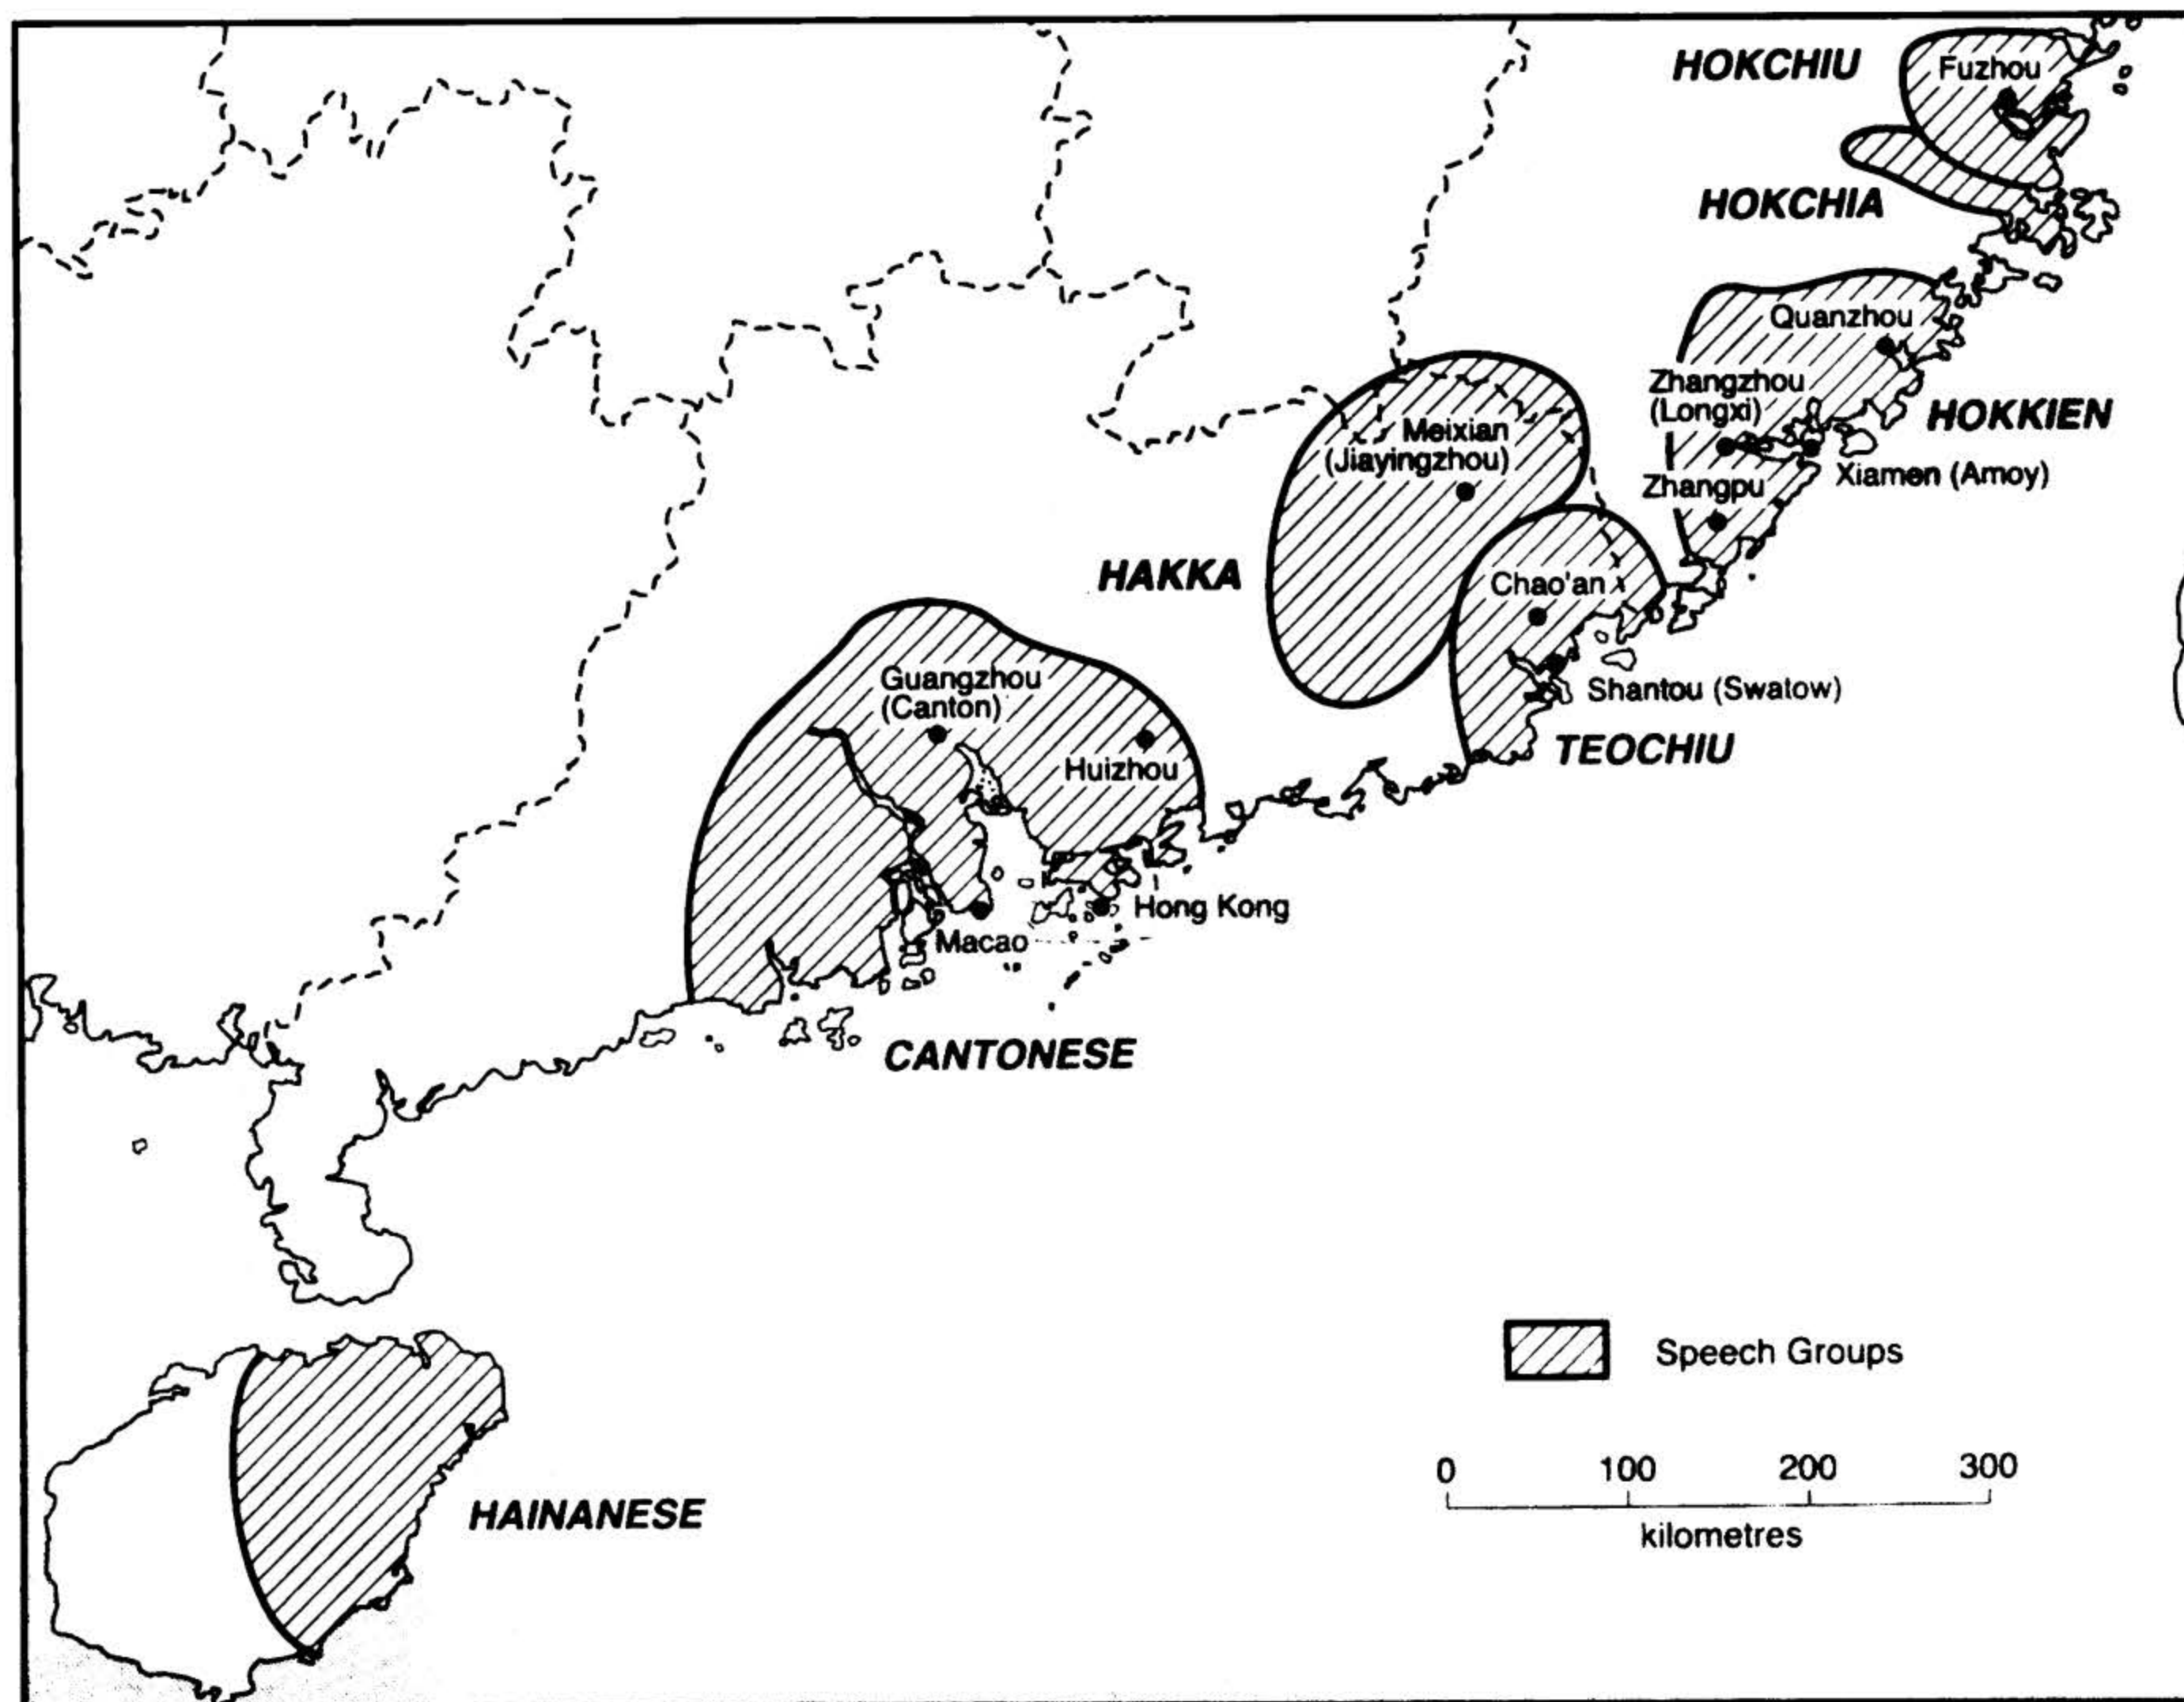 HOKCHIU
Fuzhou
HOKCHIA
Quanzhou
Zhangzhou
(Longxi)
HOKKIEN
Meixian
(Jiayingzhou)
Xiamen (Amoy)
Zhangpu
HAKKA
Chao'an
Guangzhou
(Canton)
Shantou (Swatow)
TEOCHIU
Huizhou
Hong Kong
Macao
CANTONESE
Speech Groups
0 100 200 300
kilometres
HAINANESE